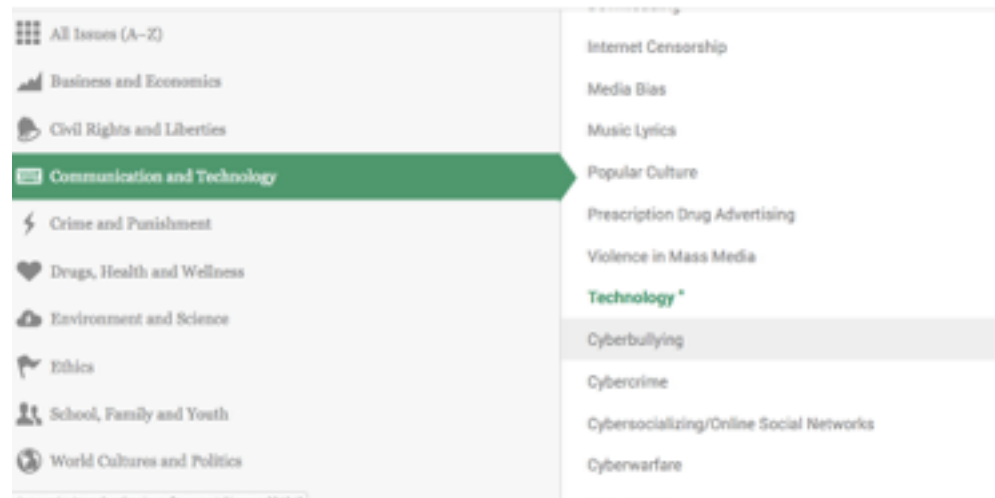 All Issues (A–Z)
Business and Economics
Civil Rights and Liberties
Communication and Technology
Crime and Punishment
Drugs, Health and Wellness
Environment and Science
Ethics
School, Family and Youth
World Cultures and Politics
Internet Censorship
Media Bias
Music Lyrics
Popular Culture
Prescription Drug Advertising
Violence in Mass Media
Technology
Cyberbullying
Cybercrime
Cybersocializing/Online Social Networks
Cyberwarfare